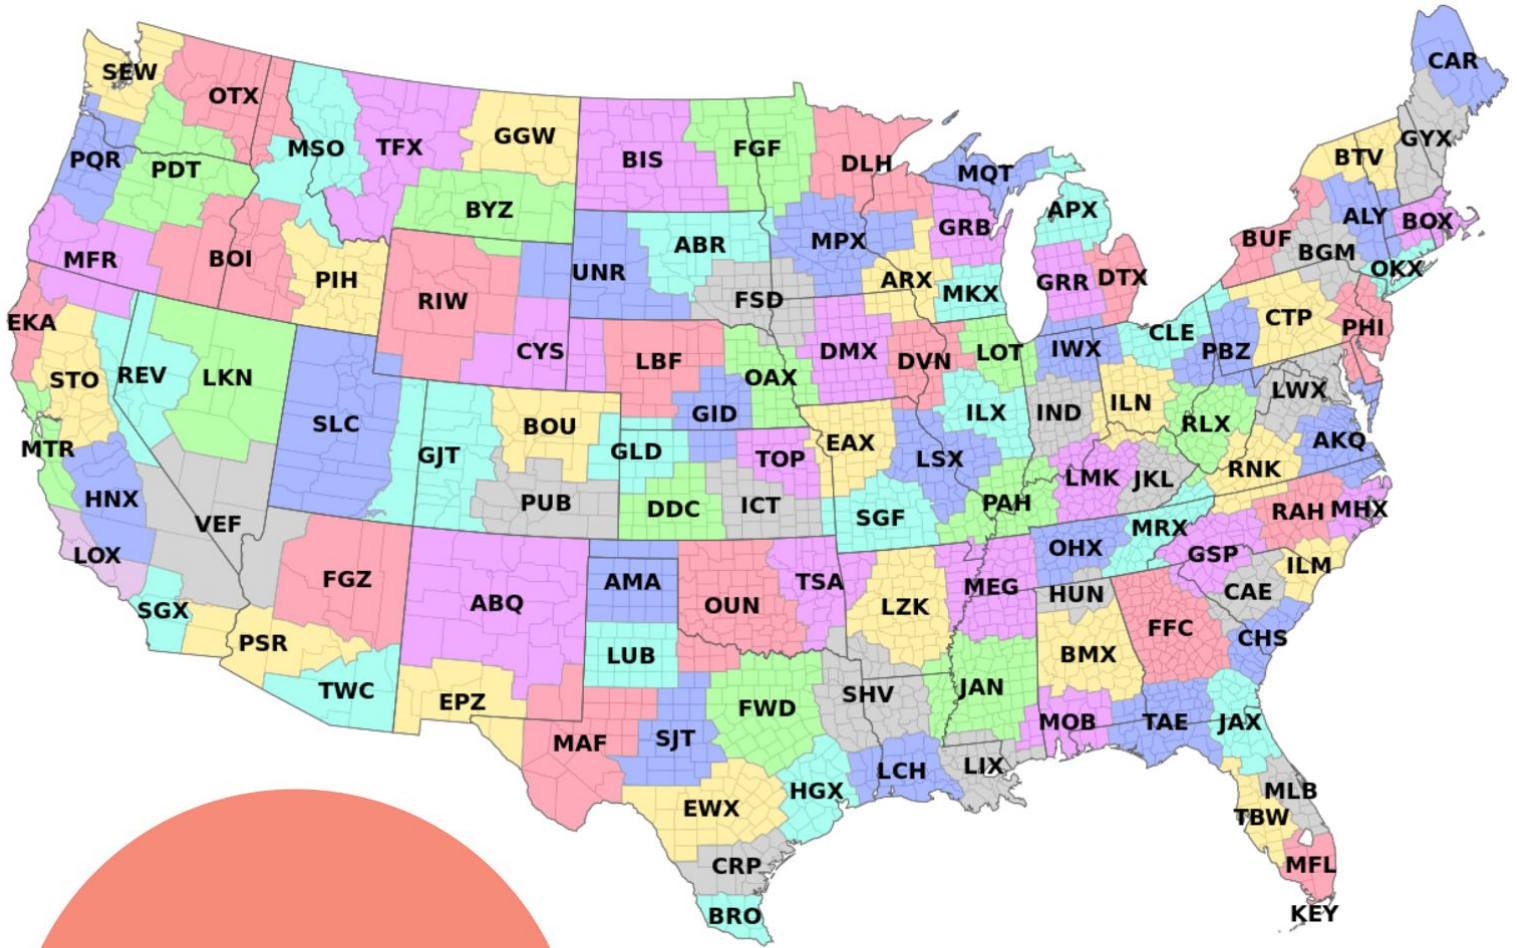 CAR
SEW
OTX
GYX
PQR
PDT
MSO
TFX
GGW
BIS
FGF
DLH
MQT
BTV
BYZ
APX
ALY
BOX
MFR
BOI
PIH
UNR
ABR
MPX
GRB
BUF
BGM
OKX
RIW
FSD
ARX
MKX
GRR
DTX
EKA
CYS
LBF
OAX
DMX
DVN
LOT
IWX
CLE
PBZ
CTP
PHI
STO
REV
LKN
SLC
GJT
BOU
GID
ILX
IND
ILN
RLX
LWX
MTR
GLD
TOP
EAX
LSX
AKQ
HNX
VEF
PUB
DDC
ICT
SGF
PAH
LMK
JKL
RNK
LOX
FGZ
ABQ
AMA
OUN
TSA
LZK
MEG
OHX
MRX
GSP
RAH
MHX
SGX
PSR
LUB
HUN
FFC
CAE
ILM
TWC
EPZ
MAF
SJT
FWD
SHV
JAN
BMX
CHS
MOB
TAE
JAX
EWX
HGX
LCH
LIX
MLB
TBW
CRP
MFL
BRO
KEY